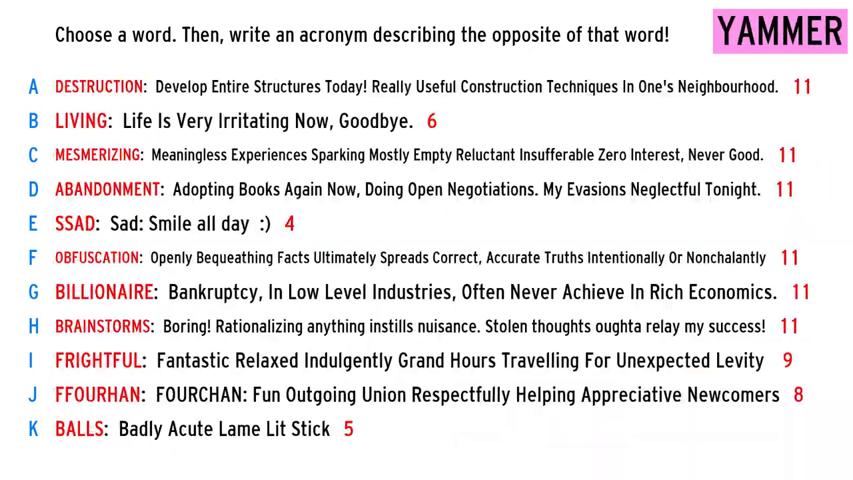 Choose a word. Then, write an acronym describing the opposite of that word!
YAMMER
A DESTRUCTION: Develop Entire Structures Today! Really Useful Construction Techniques In One's Neighbourhood. 11
B LIVING: Life Is Very Irritating Now, Goodbye. 6
C MESMERIZING: Meaningless Experiences Sparking Mostly Empty Reluctant Insufferable Zero Interest, Never Good. 11
D ABANDONMENT: Adopting Books Again Now, Doing Open Negotiations. My Evasions Neglectful Tonight. 11
E SSAD: Sad: Smile all day :) 4
F OBFUSCATION: Openly Bequeathing Facts Ultimately Spreads Correct, Accurate Truths Intentionally Or Nonchalantly 11
G BILLIONAIRE: Bankruptcy, In Low Level Industries, Often Never Achieve In Rich Economics. 11
H BRAINSTORMS: Boring! Rationalizing anything instills nuisance. Stolen thoughts oughta relay my success! 11
I FRIGHTFUL: Fantastic Relaxed Indulgently Grand Hours Travelling For Unexpected Levity 9
J FFOURHAN: FOURCHAN: Fun Outgoing Union Respectfully Helping Appreciative Newcomers 8
K BALLS: Badly Acute Lame Lit Stick 5